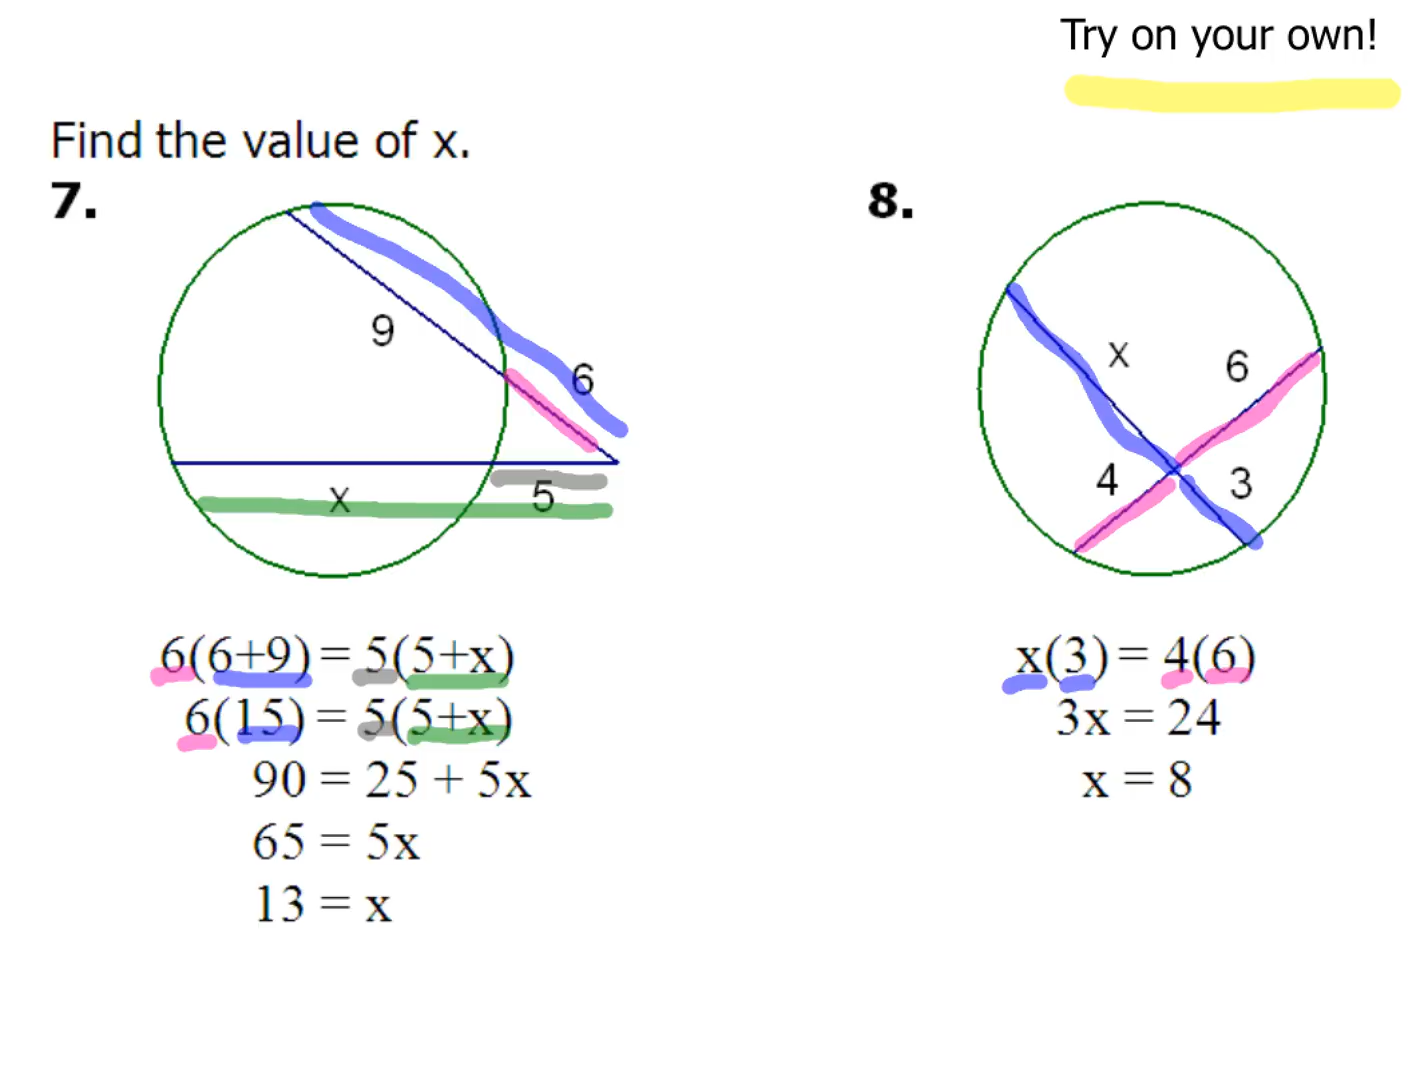 Try on your own!
Find the value of x.
7.
9
6
x
5
6(6+9) = 5(5+x)
6(15) = 5(5+x)
90 = 25 + 5x
65 = 5x
13 = x
8.
x
6
4
3
x(3) = 4(6)
3x = 24
x = 8